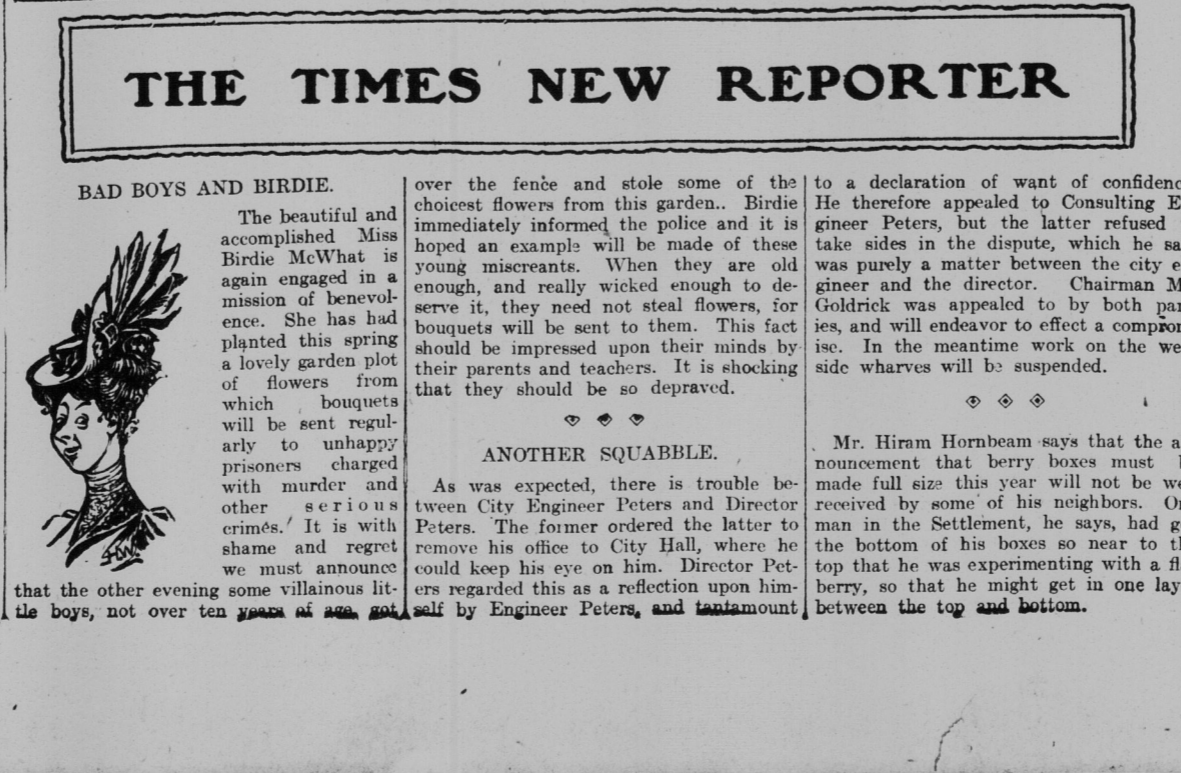 THE TIMES NEW REPORTER
BAD BOYS AND BIRDIE.
The beautiful and
accomplished Miss
Birdie McWhat is
again engaged in a
mission of benevol-
ence. She has had
planted this spring
a lovely garden plot
of flowers from
which bouquets
will be sent regul-
arly to unhappy
prisoners charged
with murder and
other serious
crimes. It is with
shame and regret
we must announce
that the other evening some villainous lit-
tle boys, not over ten years of age, got
over the fence and stole some of the
choicest flowers from this garden.. Birdie
immediately informed the police and it is
hoped an example will be made of these
young miscreants. When they are old
enough, and really wicked enough to de-
serve it, they need not steal flowers, for
bouquets will be sent to them. This fact
should be impressed upon their minds by
their parents and teachers. It is shocking
that they should be so depraved.
ANOTHER SQUABBLE.
As was expected, there is trouble be-
tween City Engineer Peters and Director
Peters. The former ordered the latter to
remove his office to City Hall, where he
could keep his eye on him. Director Pet-
ers regarded this as a reflection upon him-
self by Engineer Peters, and tantamount
to a declaration of want of confidenc
He therefore appealed to Consulting E
gineer Peters, but the latter refused
take sides in the dispute, which he sa
was purely a matter between the city e
gineer and the director. Chairman M
Goldrick was appealed to by both par
ies, and will endeavor to effect a comprom
ise. In the meantime work on the we
side wharves will be suspended.
Mr. Hiram Hornbeam says that the a
nouncement that berry boxes must
made full size this year will not be we
received by some of his neighbors. O
man in the Settlement, he says, had g
the bottom of his boxes so near to t
top that he was experimenting with a fl
berry, so that he might get in one lay
between the top and bottom.